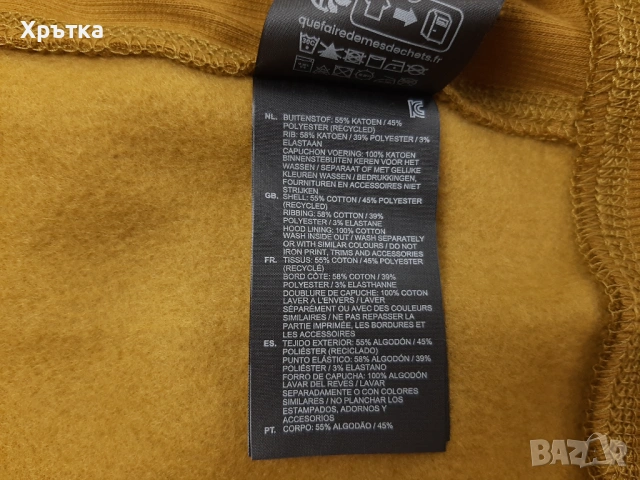 Хрътка
quefairedemesdechets.fr
30C
NL. BUITENSTOF: 55% KATOEN / 45%
POLYESTER (RECYCLED)
RIB: 58% KATOEN / 39% POLYESTER / 3%
ELASTAAN
CAPUCHON VOERING: 100% KATOEN
BINNENSTEBUITEN KEREN VOOR HET
WASSEN / SEPARAAT OF MET GELIJKE
KLEUREN WASSEN / BEDRUKKINGEN,
FOURNITUREN EN ACCESSOIRES NIET
STRIJKEN
GB. SHELL: 55% COTTON / 45% POLYESTER
(RECYCLED)
RIBBING: 58% COTTON / 39%
POLYESTER / 3% ELASTANE
HOOD LINING: 100% COTTON
WASH INSIDE OUT / WASH SEPARATELY
OR WITH SIMILAR COLOURS / DO NOT
IRON PRINT, TRIMS AND ACCESSORIES
FR. TISSUS: 55% COTON / 45% POLYESTER
(RECYCLÉ)
BORD CÔTE: 58% COTON / 39%
POLYESTER / 3% ELASTHANNE
DOUBLURE DE CAPUCHE: 100% COTON
LAVER A L'ENVERS / LAVER
SÉPARÉMENT OU AVEC DES COULEURS
SIMILAIRES / NE PAS REPASSER LA
PARTIE IMPRIMÉE, LES BORDURES ET
LES ACCESSOIRES
ES. TEJIDO EXTERIOR: 55% ALGODÓN / 45%
POLIÉSTER (RECICLADO)
PUNTO ELÁSTICO: 58% ALGODÓN / 39%
POLIÉSTER / 3% ELASTANO
FORRO DE CAPUCHA: 100% ALGODÓN
LAVAR DEL REVES / LAVAR
SEPARADAMENTE O CON COLORES
SIMILARES / NO PLANCHAR LOS
ESTAMPADOS, ADORNOS Y
ACCESORIOS
PT. CORPO: 55% ALGODÃO / 45%
BAZAR